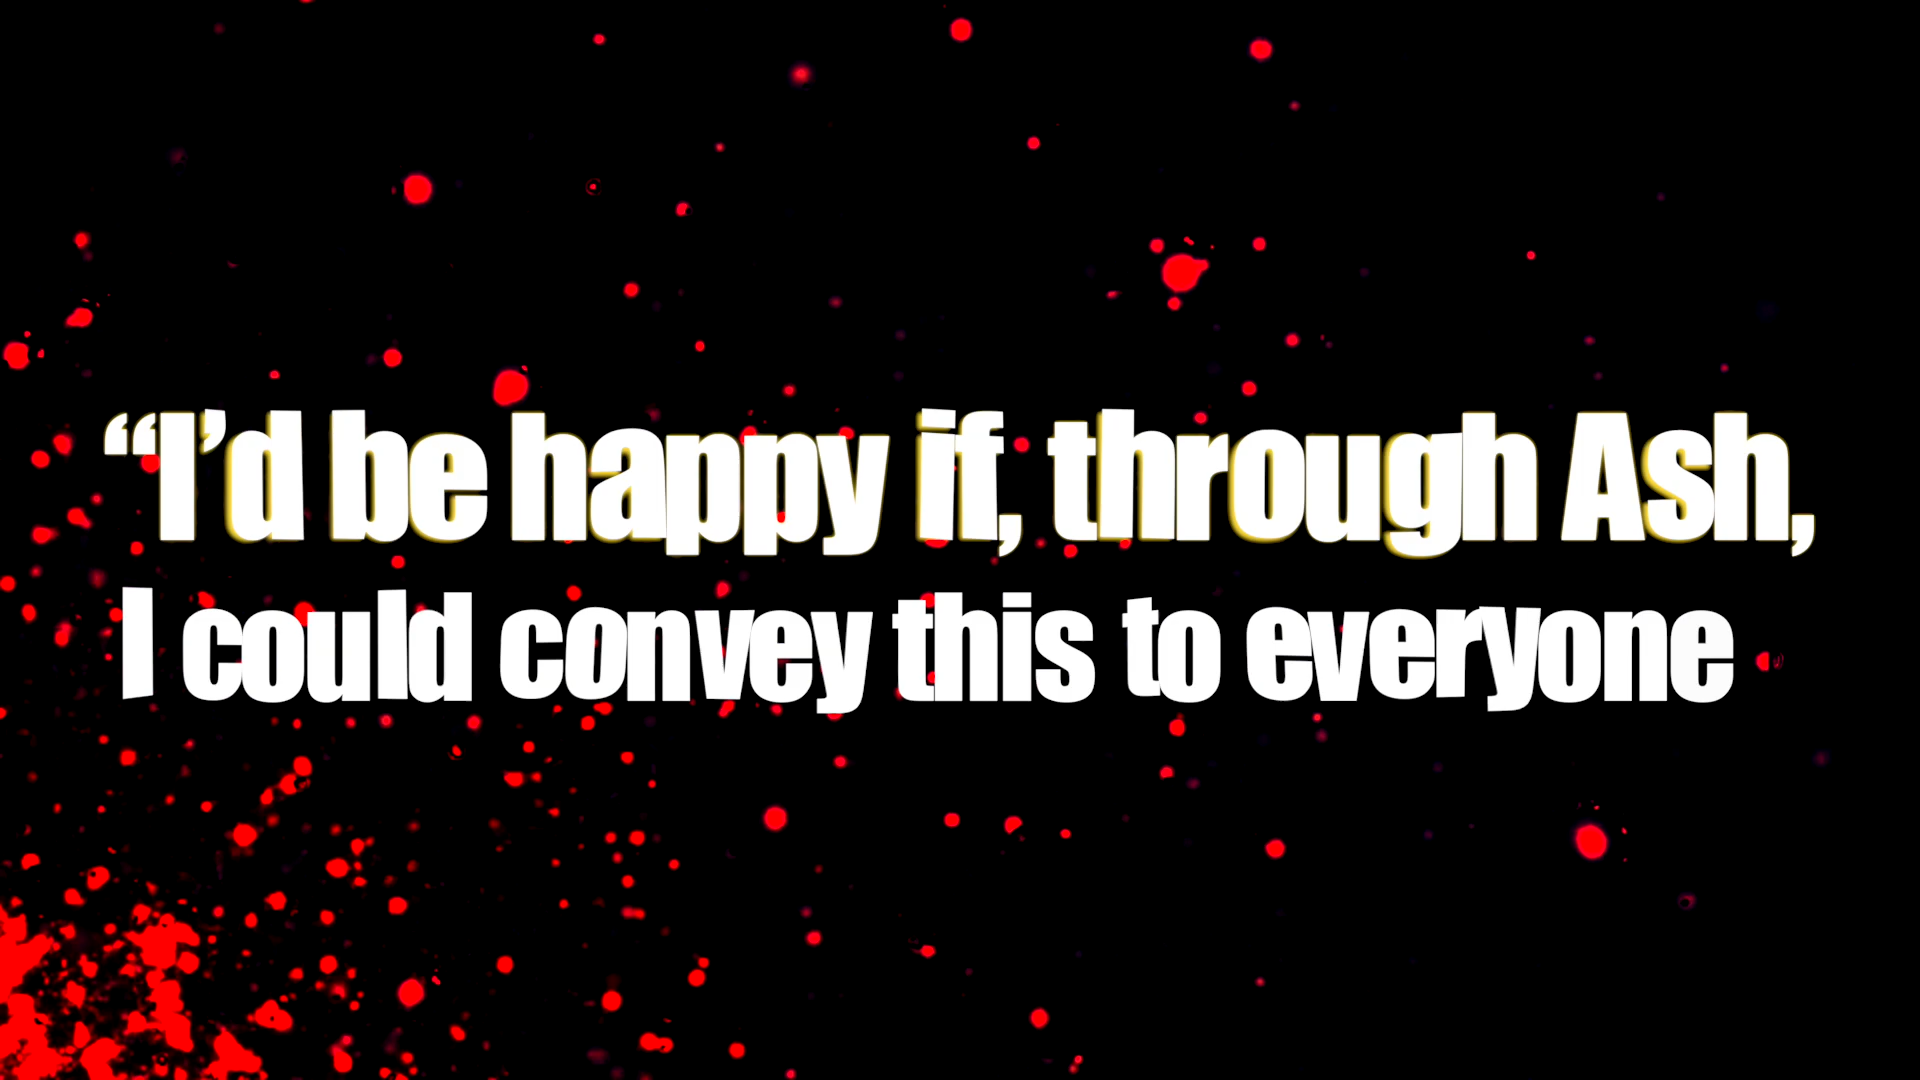 “I’d be happy if, through Ash,
I could convey this to everyone